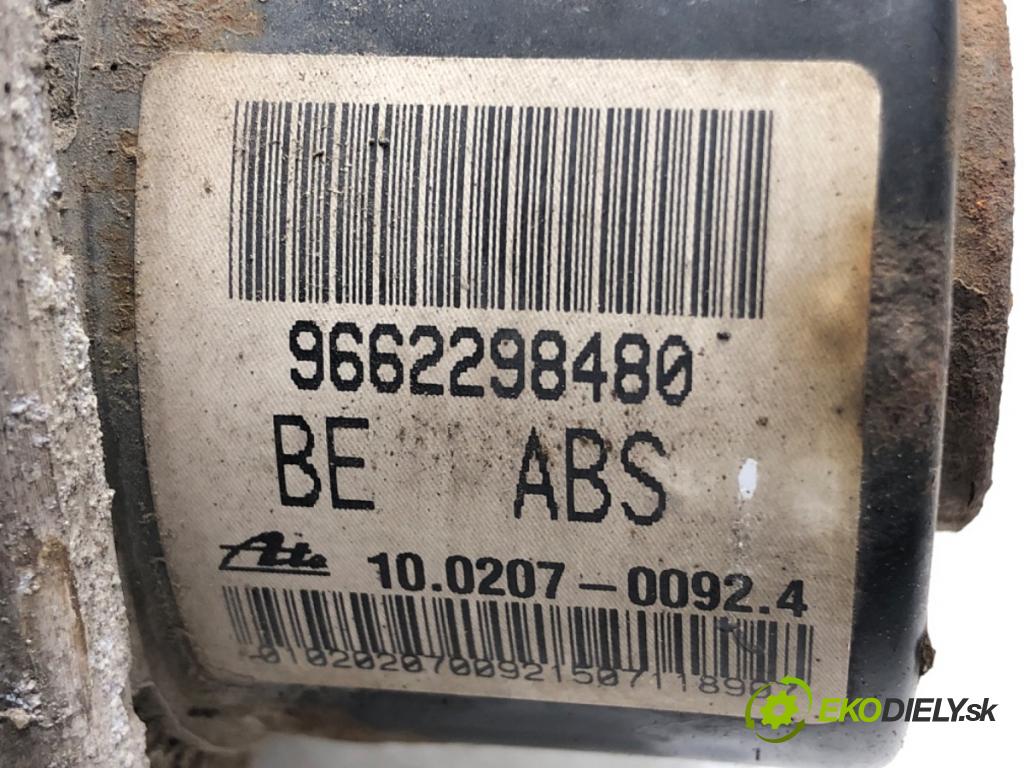 9662298480
BE ABS
Ate 10.0207-0092.4
EKODIELY.sk